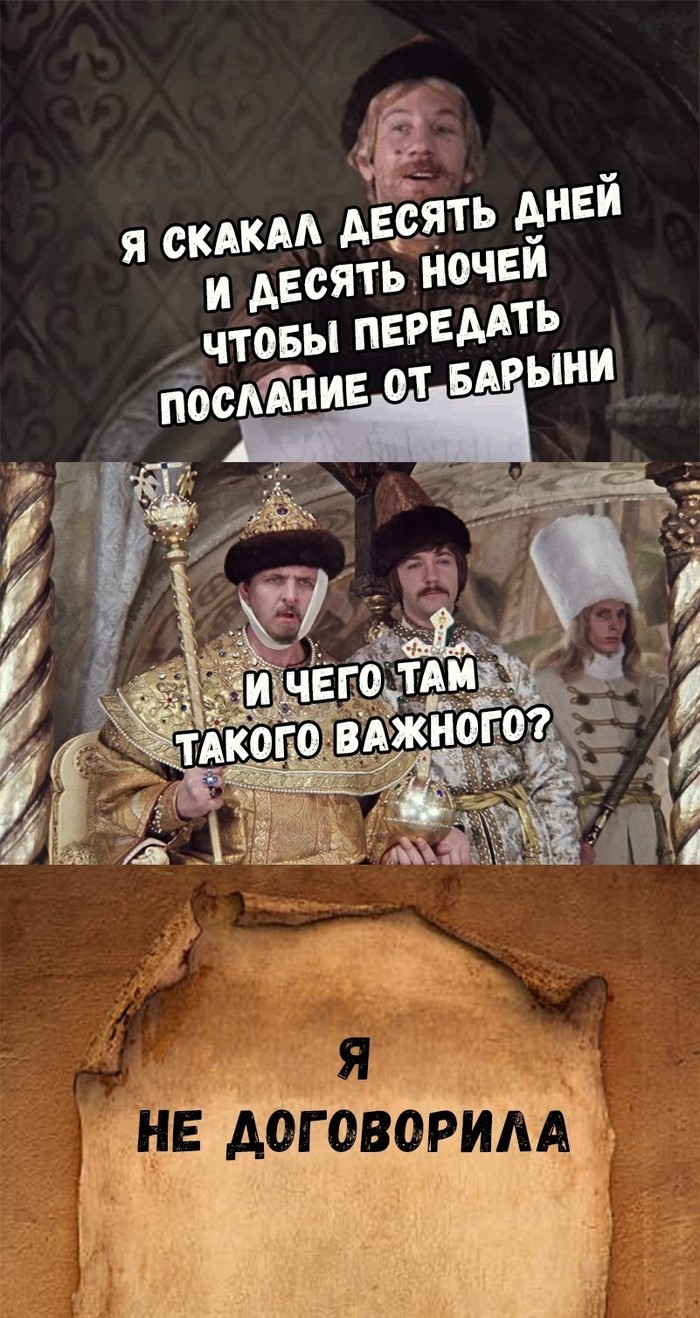 Я СКАКАЛ ДЕСЯТЬ ДНЕЙ
И ДЕСЯТЬ НОЧЕЙ
ЧТОБЫ ПЕРЕДАТЬ
ПОСЛАНИЕ ОТ БАРЫНИ
И ЧЕГО ТАМ
ТАКОГО ВАЖНОГО?
Я
НЕ ДОГОВОРИЛА